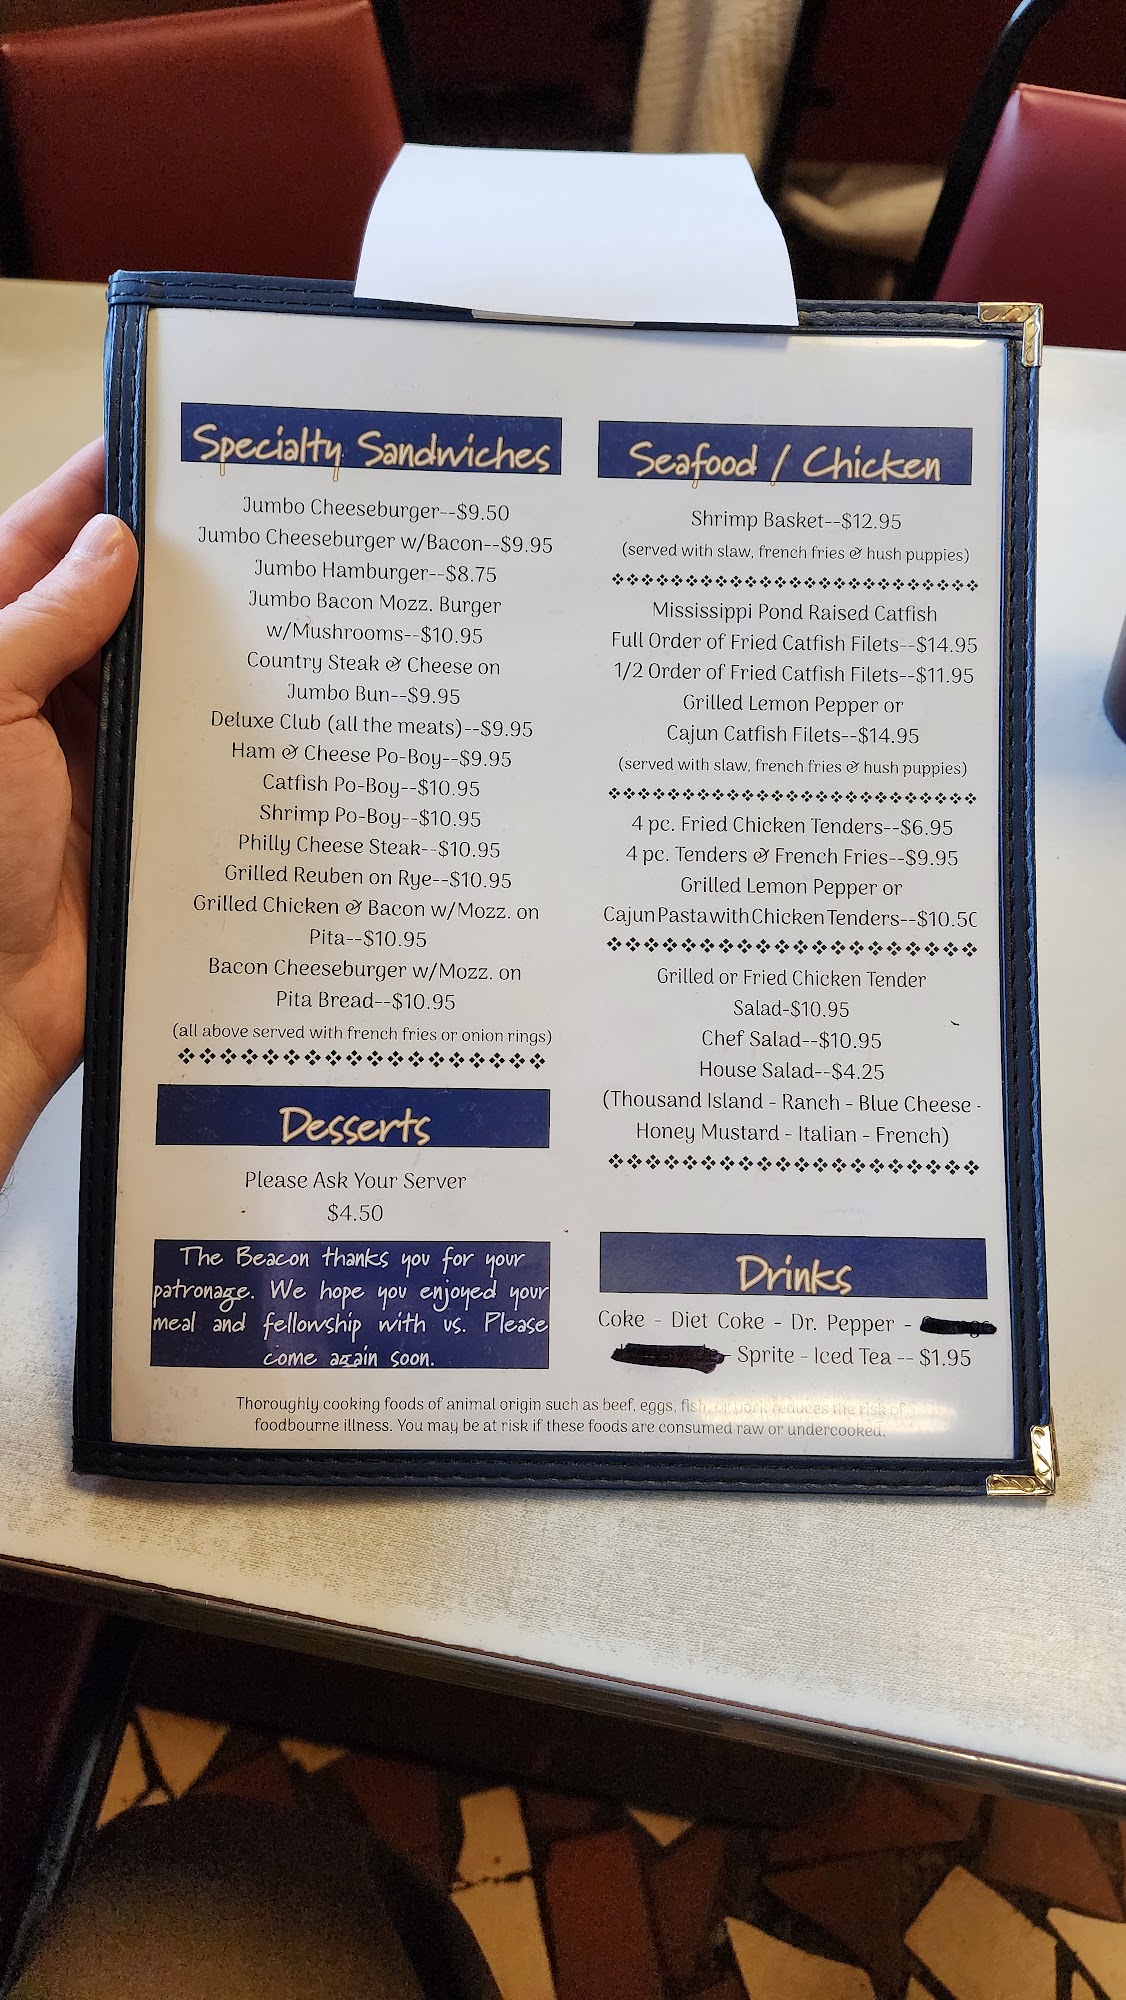 Specialty Sandwiches
Jumbo Cheeseburger--$9.50
Jumbo Cheeseburger w/Bacon--$9.95
Jumbo Hamburger--$8.75
Jumbo Bacon Mozz. Burger
w/Mushrooms--$10.95
Country Steak & Cheese on
Jumbo Bun--$9.95
Deluxe Club (all the meats)--$9.95
Ham & Cheese Po-Boy--$9.95
Catfish Po-Boy--$10.95
Shrimp Po-Boy--$10.95
Philly Cheese Steak--$10.95
Grilled Reuben on Rye--$10.95
Grilled Chicken & Bacon w/Mozz. on
Pita--$10.95
Bacon Cheeseburger w/Mozz. on
Pita Bread--$10.95
(all above served with french fries or onion rings)
Desserts
Please Ask Your Server
$4.50
The Beacon thanks you for your
patronage. We hope you enjoyed your
meal and fellowship with us. Please
come again soon.
Seafood / Chicken
Shrimp Basket--$12.95
(served with slaw, french fries & hush puppies)
Mississippi Pond Raised Catfish
Full Order of Fried Catfish Filets--$14.95
1/2 Order of Fried Catfish Filets--$11.95
Grilled Lemon Pepper or
Cajun Catfish Filets--$14.95
(served with slaw, french fries & hush puppies)
4 pc. Fried Chicken Tenders--$6.95
4 pc. Tenders & French Fries--$9.95
Grilled Lemon Pepper or
Cajun Pasta with Chicken Tenders--$10.50
Grilled or Fried Chicken Tender
Salad-$10.95
Chef Salad--$10.95
House Salad--$4.25
(Thousand Island - Ranch - Blue Cheese -
Honey Mustard - Italian - French)
Drinks
Coke - Diet Coke - Dr. Pepper -
- Sprite - Iced Tea -- $1.95
Thoroughly cooking foods of animal origin such as beef, eggs, fish, or pork reduces the risk of
foodbourne illness. You may be at risk if these foods are consumed raw or undercooked.